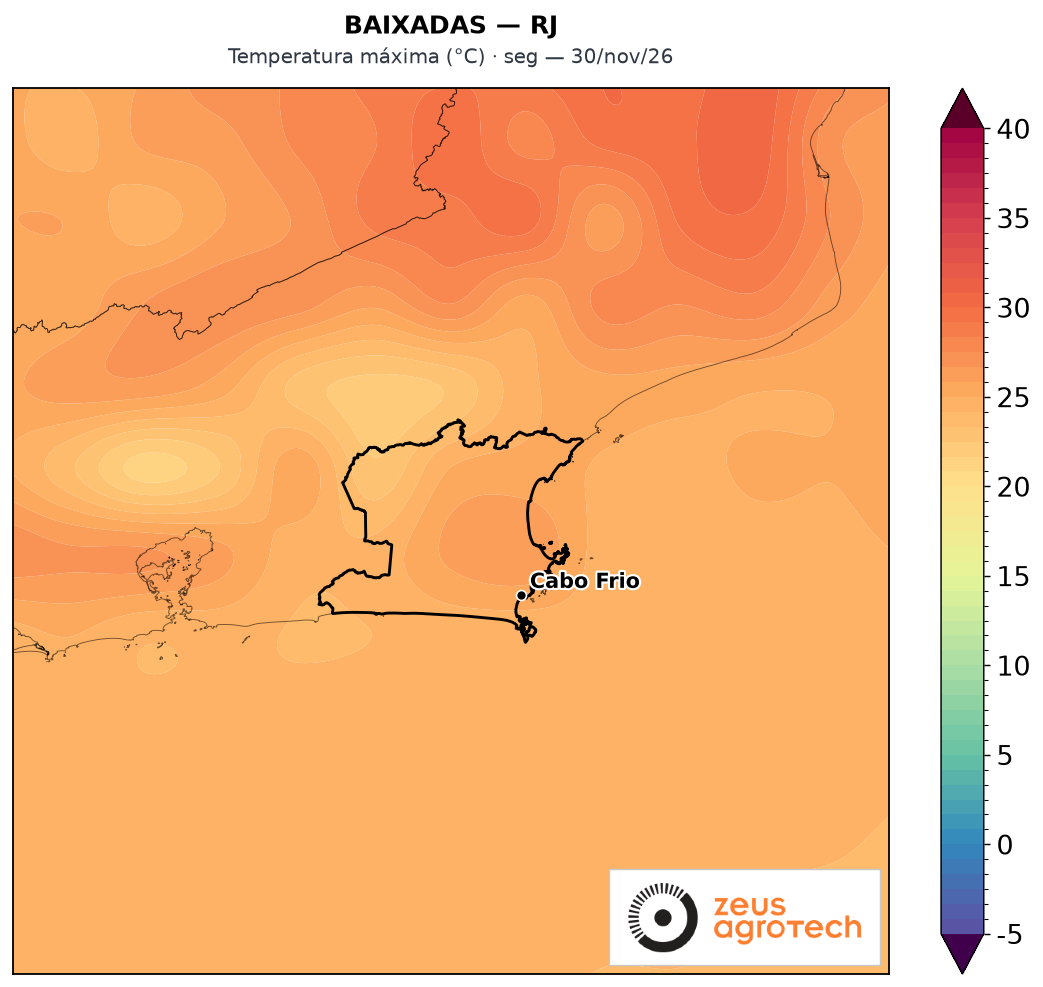 BAIXADAS — RJ
Temperatura máxima (°C) · seg — 30/nov/26
40
35
30
25
20
15
10
5
0
-5
Cabo Frio
zeus
agrotech